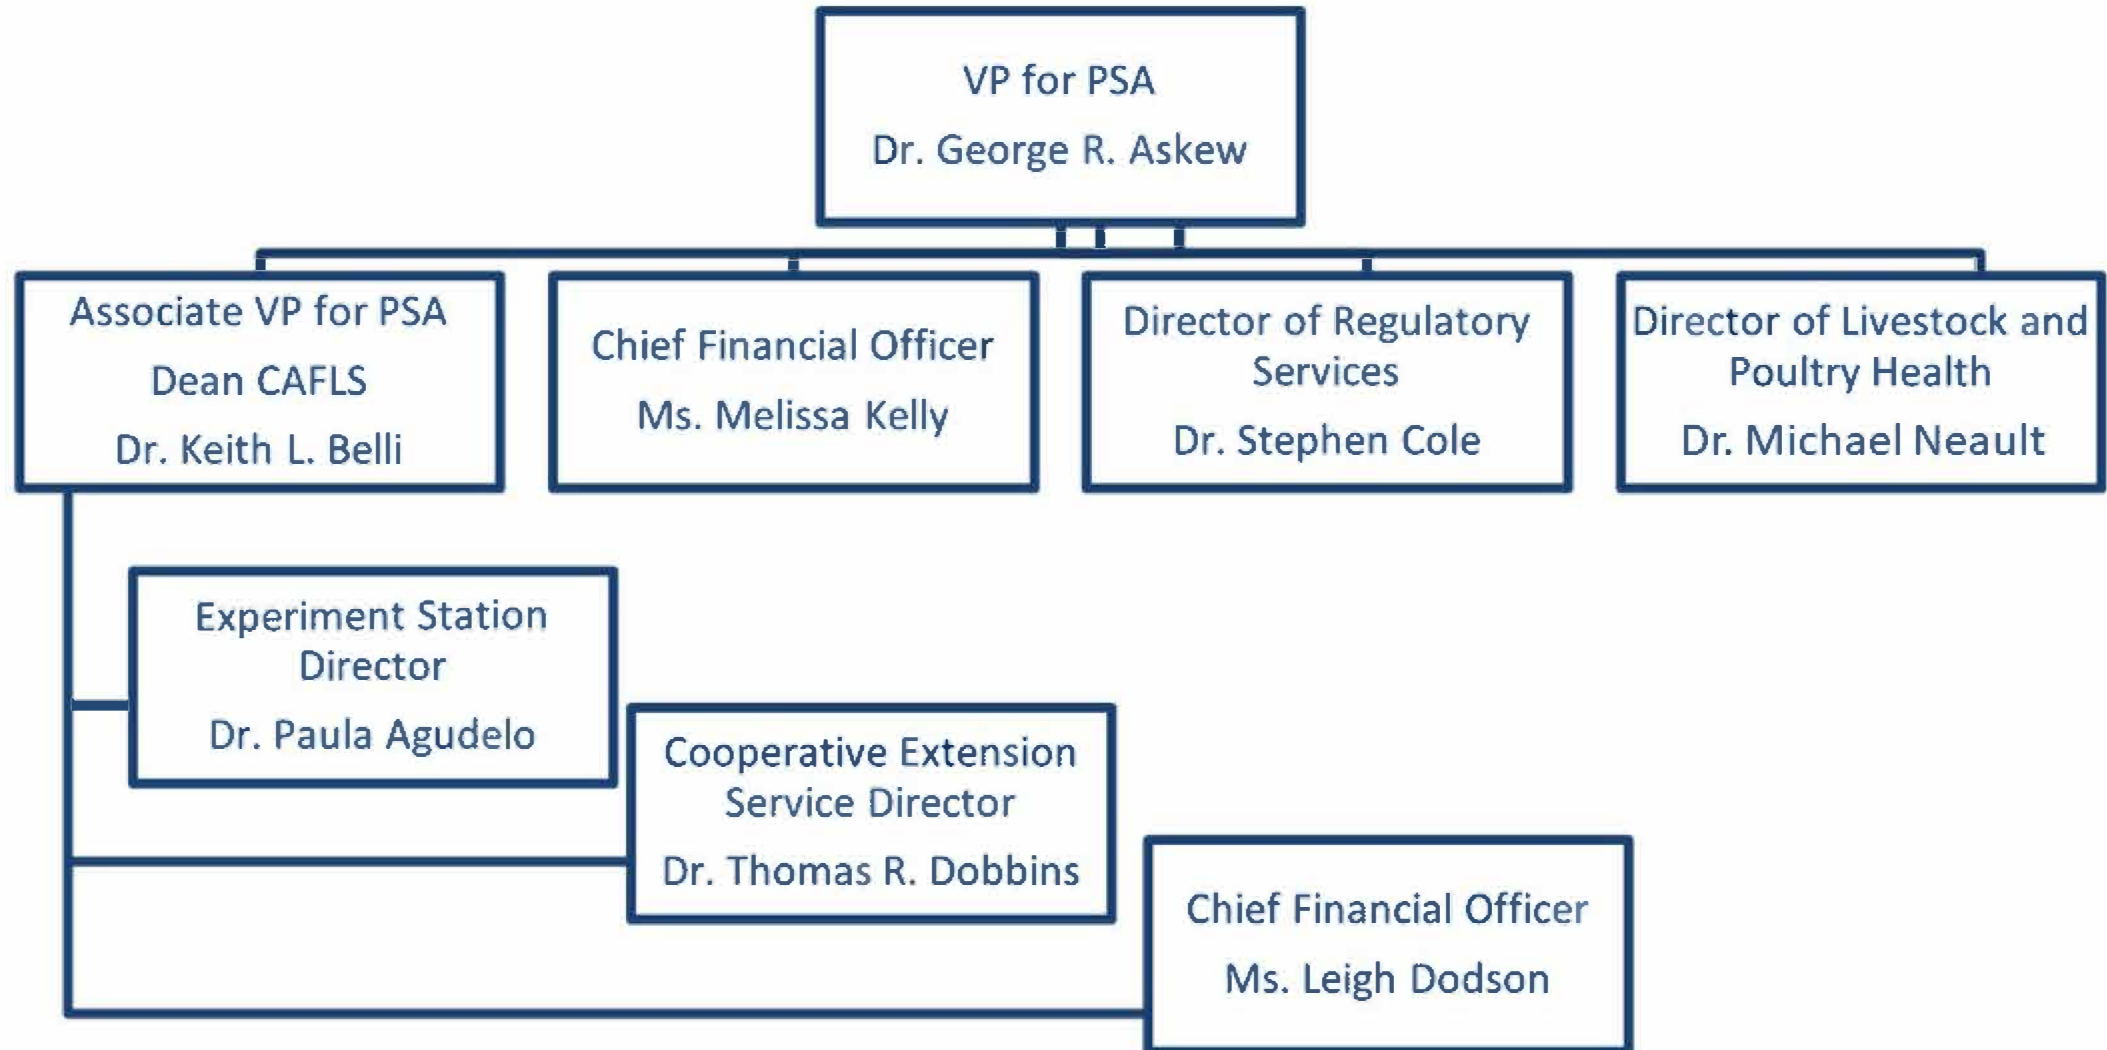 VP for PSA
Dr. George R. Askew
Associate VP for PSA
Dean CAFLS
Dr. Keith L. Belli
Chief Financial Officer
Ms. Melissa Kelly
Director of Regulatory
Services
Dr. Stephen Cole
Director of Livestock and
Poultry Health
Dr. Michael Neault
Experiment Station
Director
Dr. Paula Agudelo
Cooperative Extension
Service Director
Dr. Thomas R. Dobbins
Chief Financial Officer
Ms. Leigh Dodson